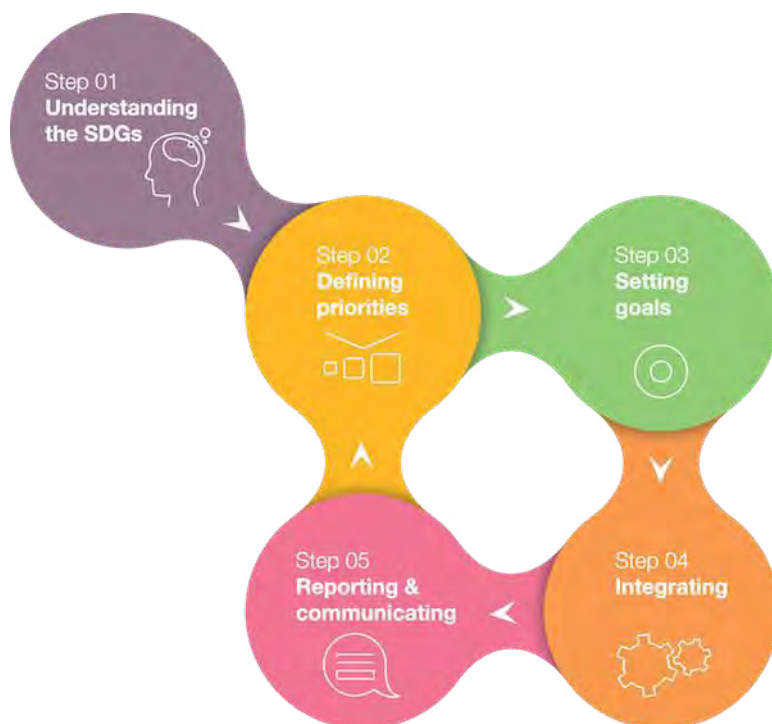 Step 01
Understanding
the SDGs
Step 02
Defining
priorities
Step 03
Setting
goals
Step 04
Integrating
Step 05
Reporting &
communicating